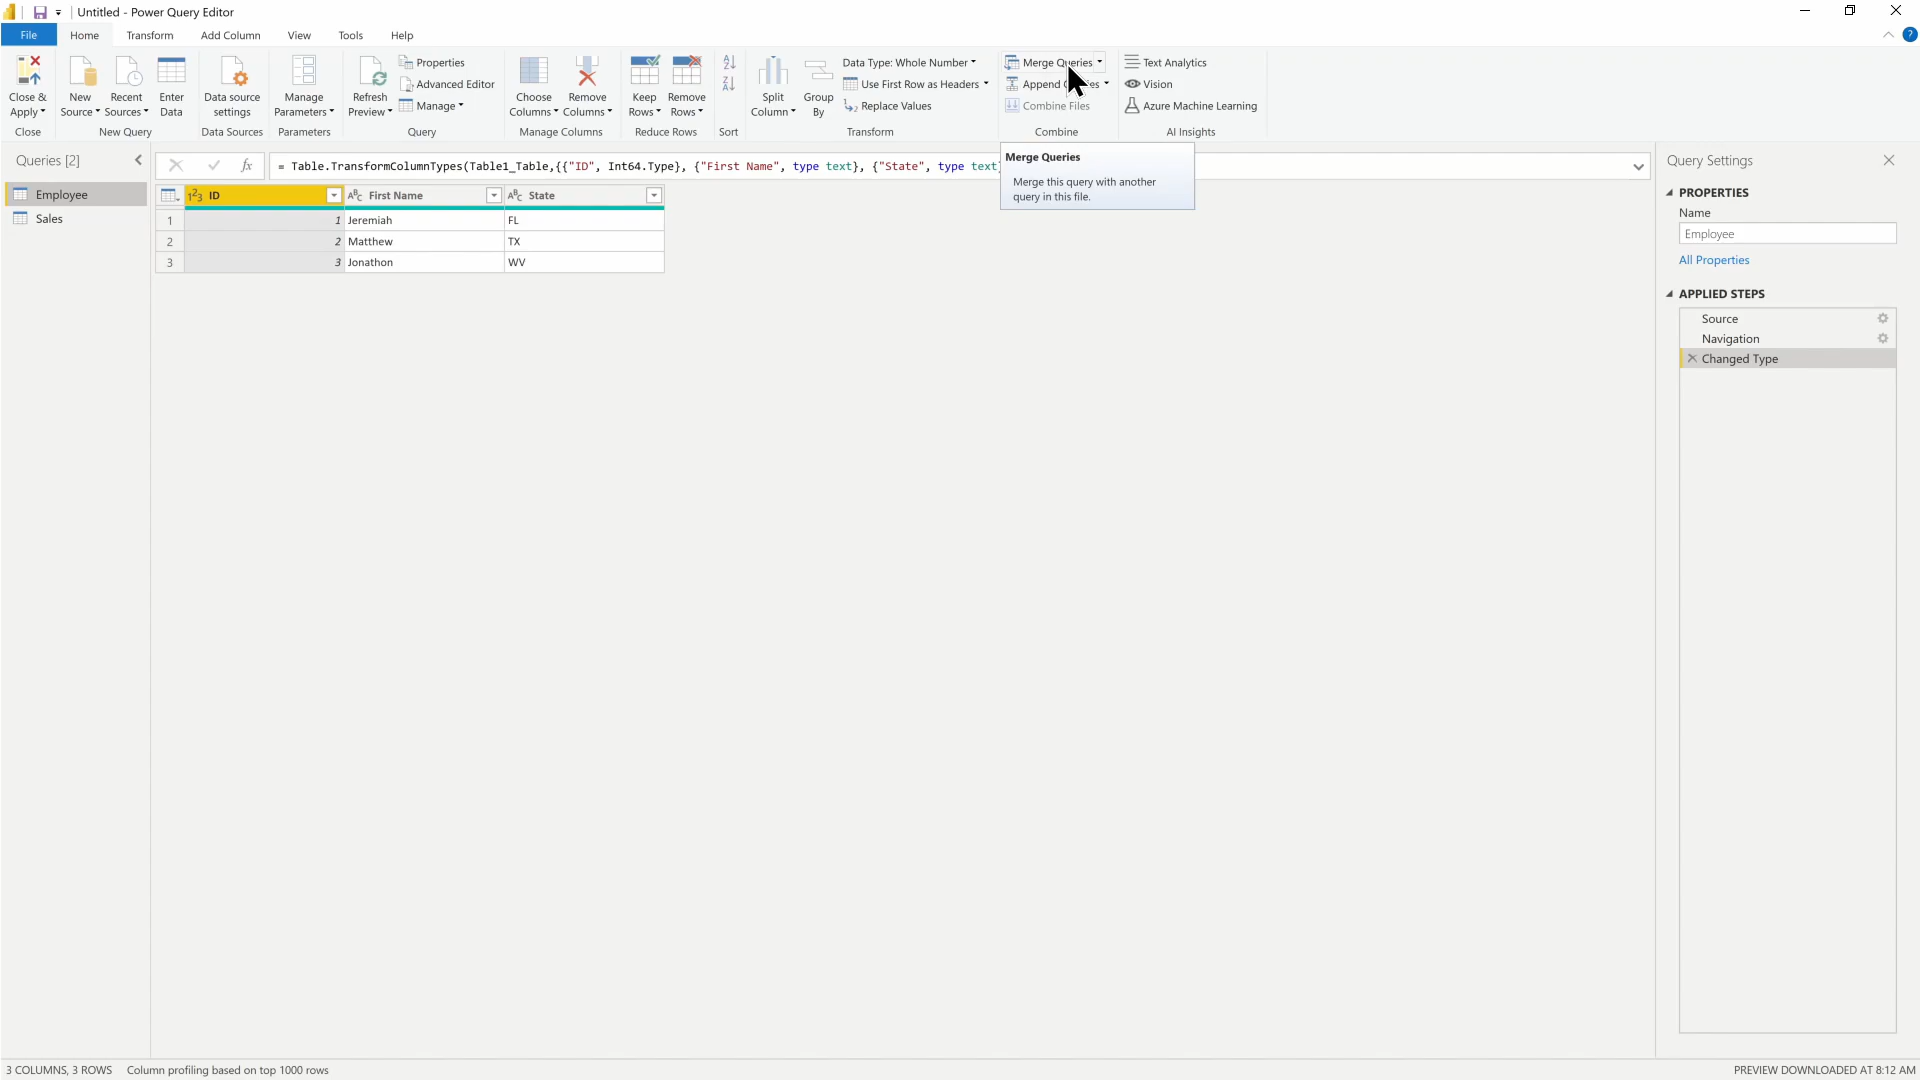 Untitled - Power Query Editor
File Home Transform Add Column View Tools Help ?
Close & Apply
Close
New Source
Recent Sources
Enter Data
New Query
Data source settings
Data Sources
Manage Parameters
Parameters
Refresh Preview
Properties
Advanced Editor
Manage
Query
Choose Columns
Remove Columns
Manage Columns
Keep Rows
Remove Rows
Reduce Rows
Sort
Split Column
Group By
Data Type: Whole Number
Use First Row as Headers
Replace Values
Transform
Merge Queries
Append
Combine Files
Combine
Text Analytics
Vision
Azure Machine Learning
AI Insights
Queries [2]
Employee
Sales
fx = Table.TransformColumnTypes(Table1_Table,{{"ID", Int64.Type}, {"First Name", type text}, {"State", type text}
Merge Queries
Merge this query with another
query in this file.
123 ID ABC First Name ABC State
1 1 Jeremiah FL
2 2 Matthew TX
3 3 Jonathon WV
Query Settings
PROPERTIES
Name
Employee
All Properties
APPLIED STEPS
Source
Navigation
Changed Type
3 COLUMNS, 3 ROWS Column profiling based on top 1000 rows
PREVIEW DOWNLOADED AT 8:12 AM